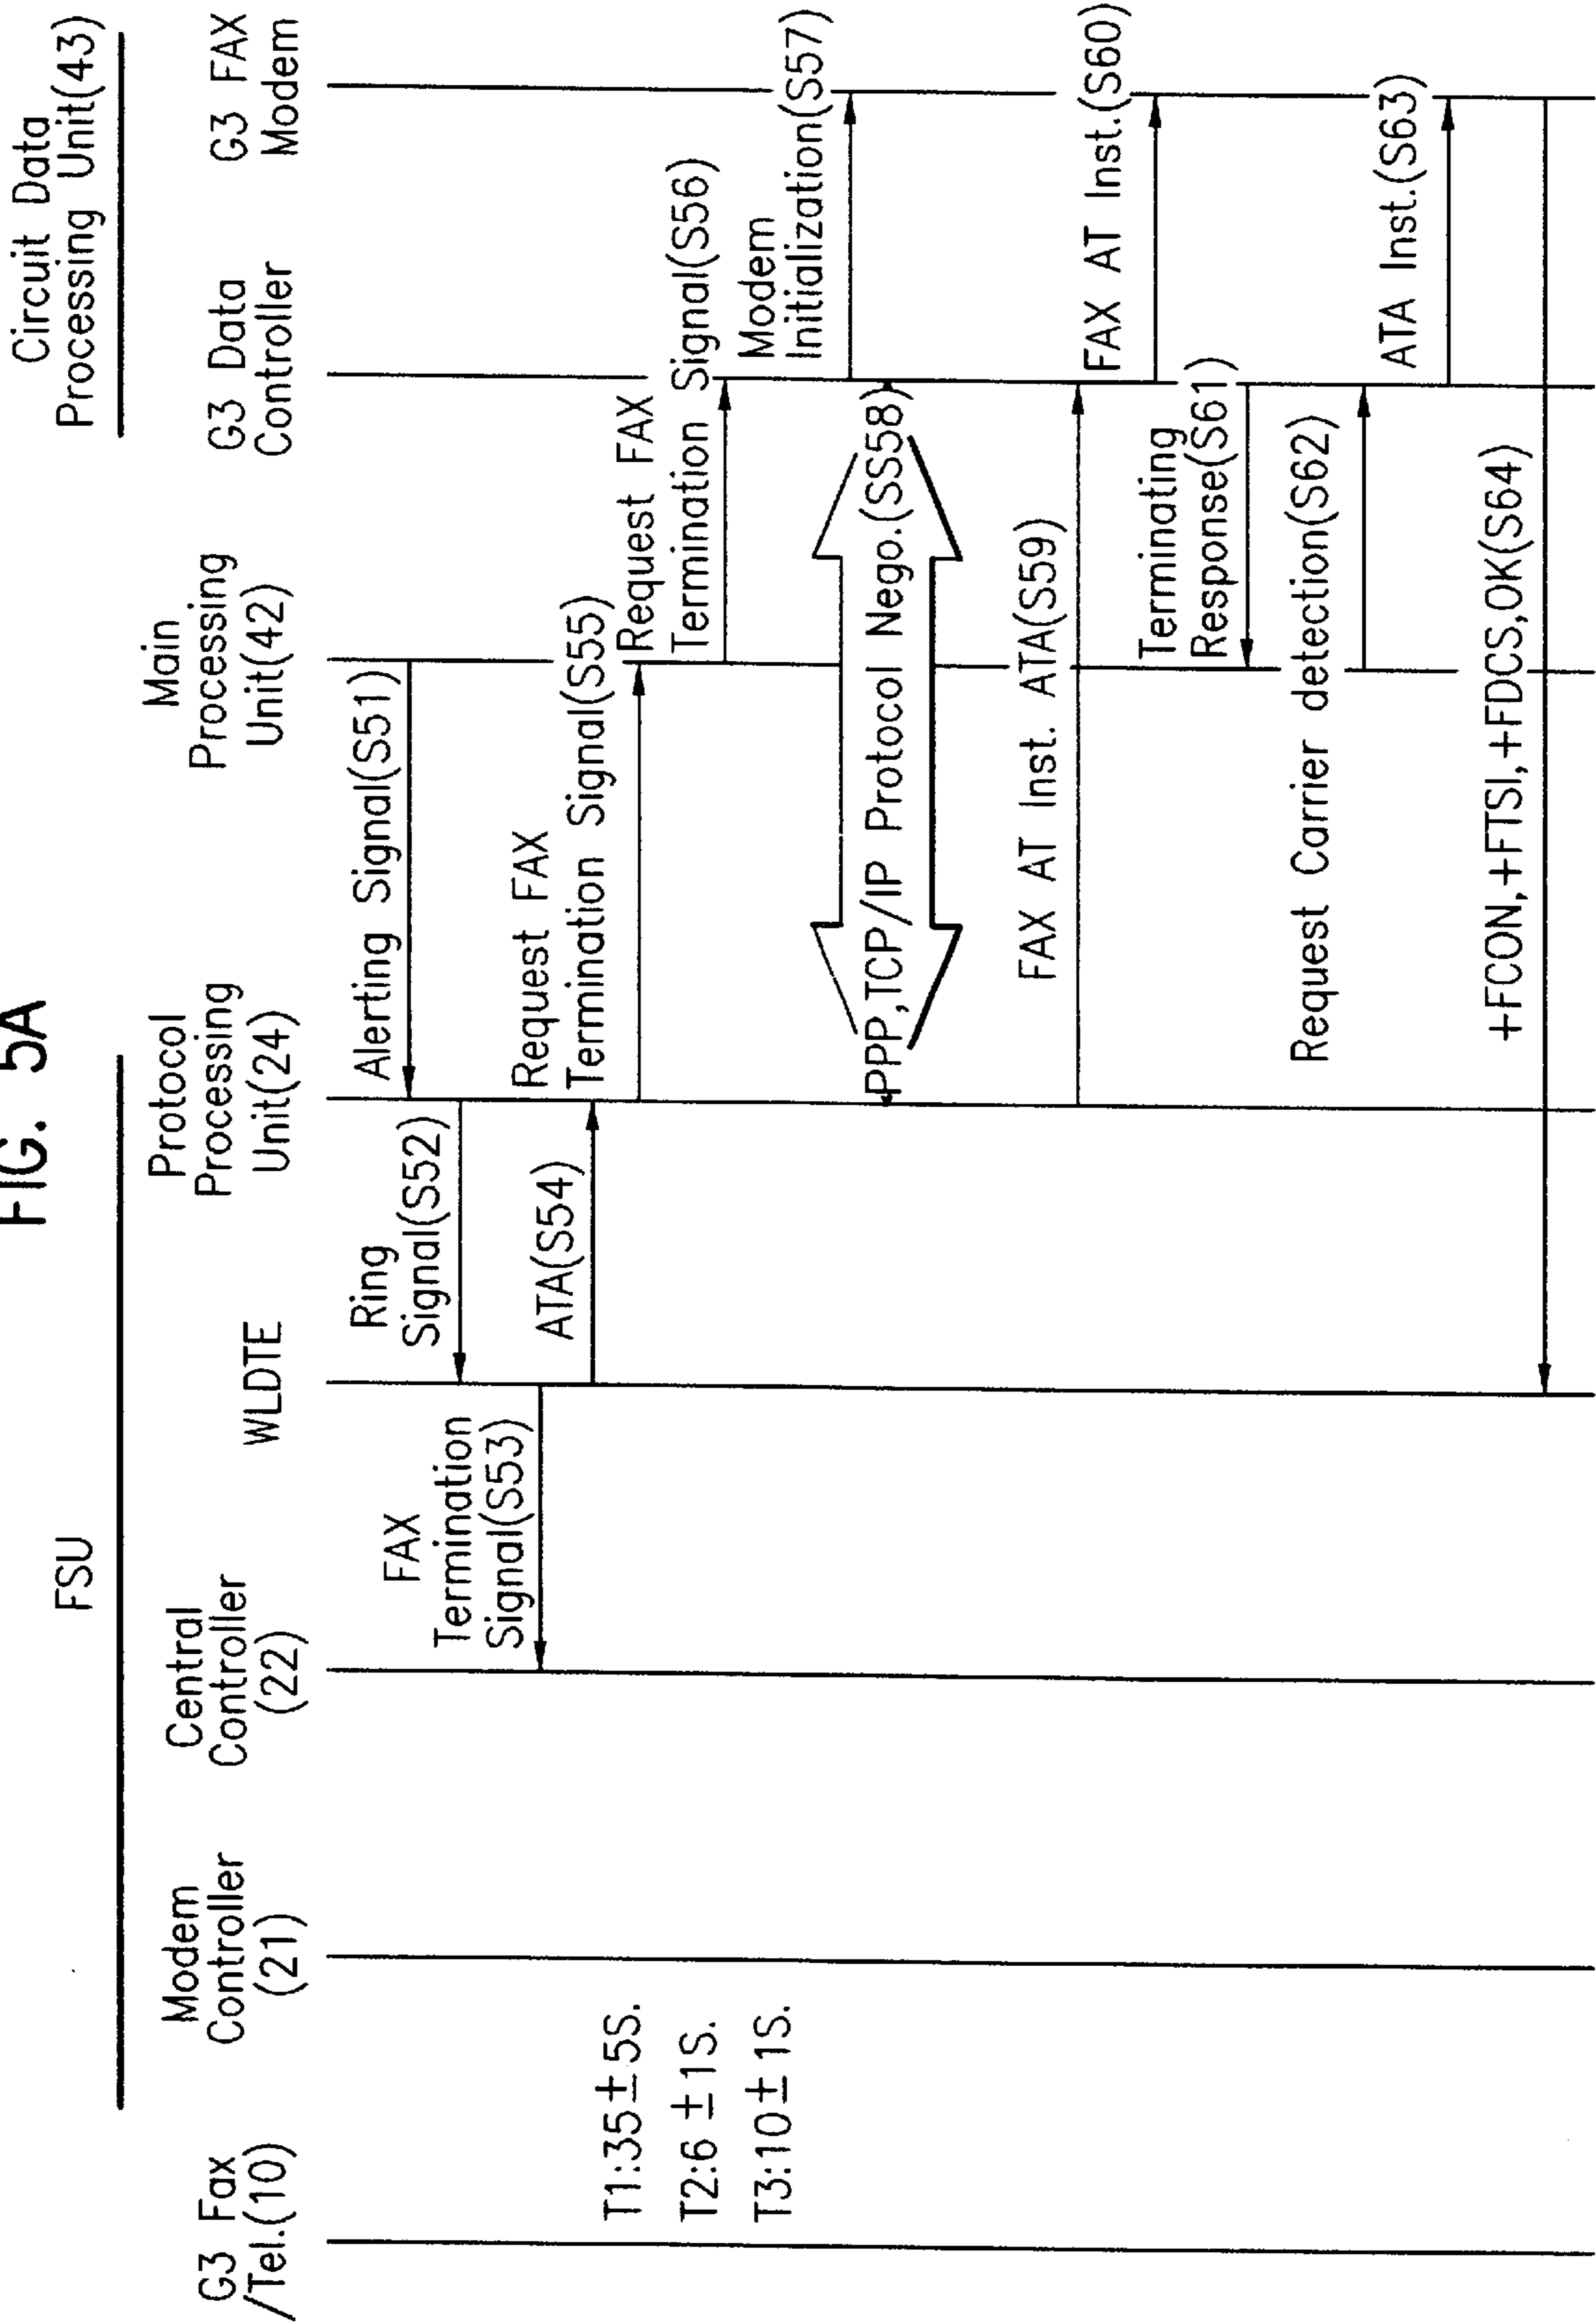 FIG. 5A
FSU
Circuit Data
Processing Unit(43)
G3 Fax
/Tel.(10)
Modem
Controller
(21)
Central
Controller
(22)
WLDTE
Protocol
Processing
Unit(24)
Main
Processing
Unit(42)
G3 Data
Controller
G3 FAX
Modem
Alerting Signal(S51)
Ring
Signal(S52)
FAX
Termination
Signal(S53)
ATA(S54)
Request FAX
Termination Signal(S55)
Request FAX
Termination Signal(S56)
Modem
Initialization(S57)
PPP,TCP/IP Protocol Nego.(SS58)
T1:35±5S.
T2:6 ±1S.
T3:10±1S.
FAX AT Inst. ATA(S59)
FAX AT Inst.(S60)
Terminating
Response(S61)
Request Carrier detection(S62)
ATA Inst.(S63)
+FCON,+FTSI,+FDCS,OK(S64)